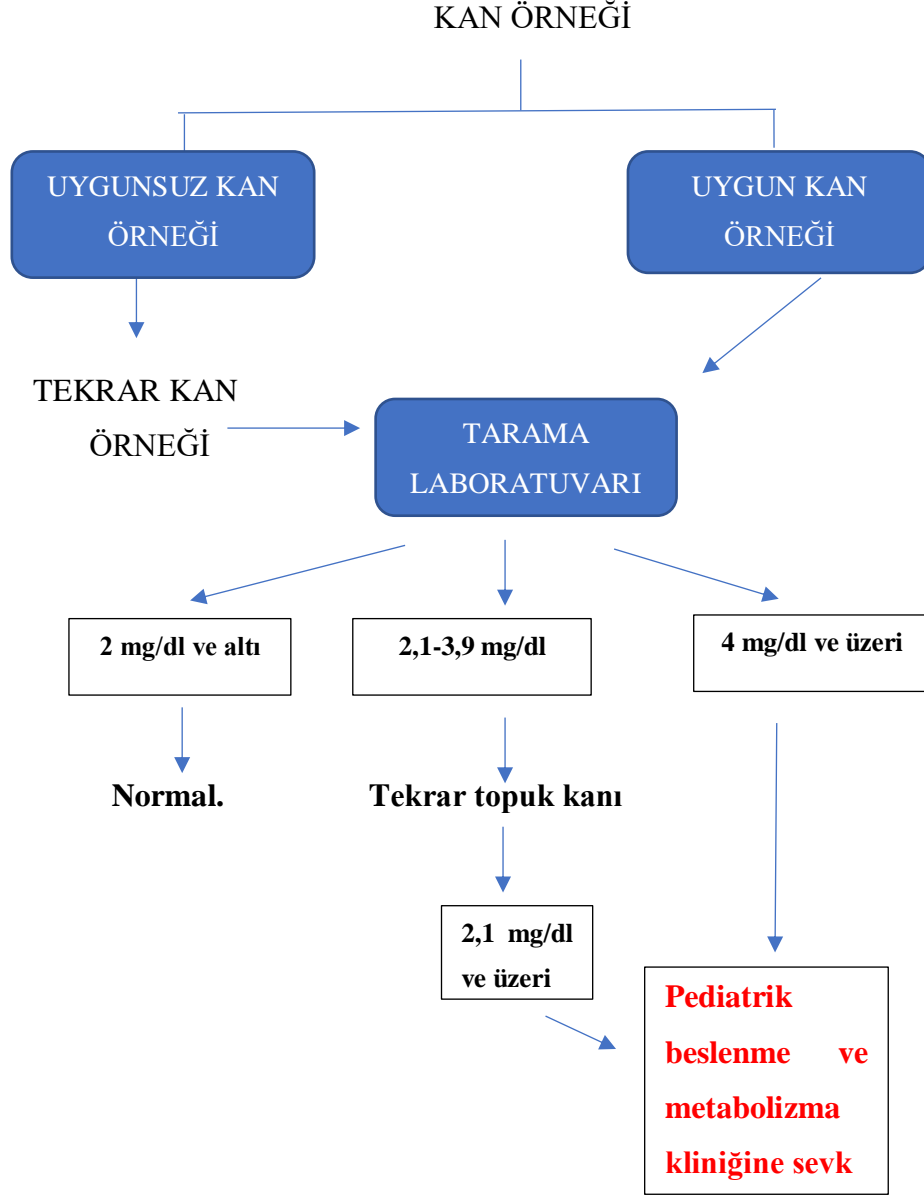 KAN ÖRNEĞİ
UYGUNSUZ KAN
ÖRNEĞİ
UYGUN KAN
ÖRNEĞİ
TEKRAR KAN
ÖRNEĞİ
TARAMA
LABORATUVARI
2 mg/dl ve altı
2,1-3,9 mg/dl
4 mg/dl ve üzeri
Normal.
Tekrar topuk kanı
2,1 mg/dl
ve üzeri
Pediatrik
beslenme ve
metabolizma
kliniğine sevk